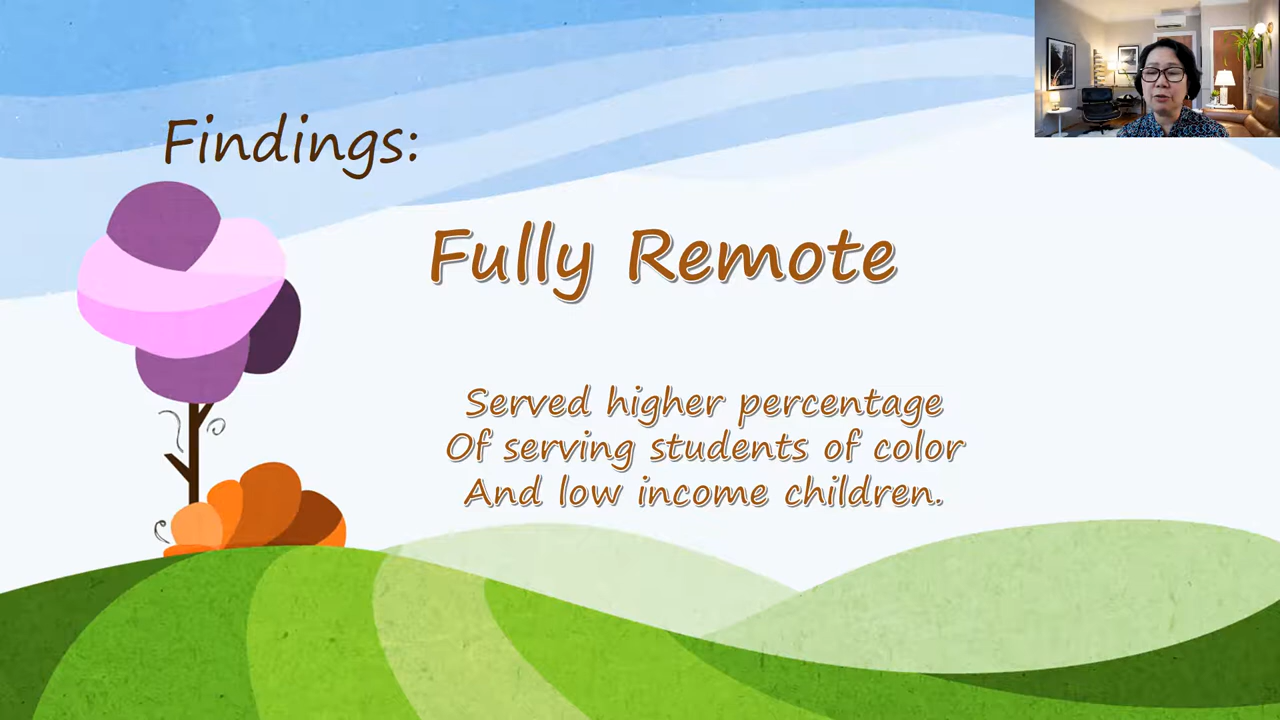 Findings:
Fully Remote
Served higher percentage
Of serving students of color
And low income children.